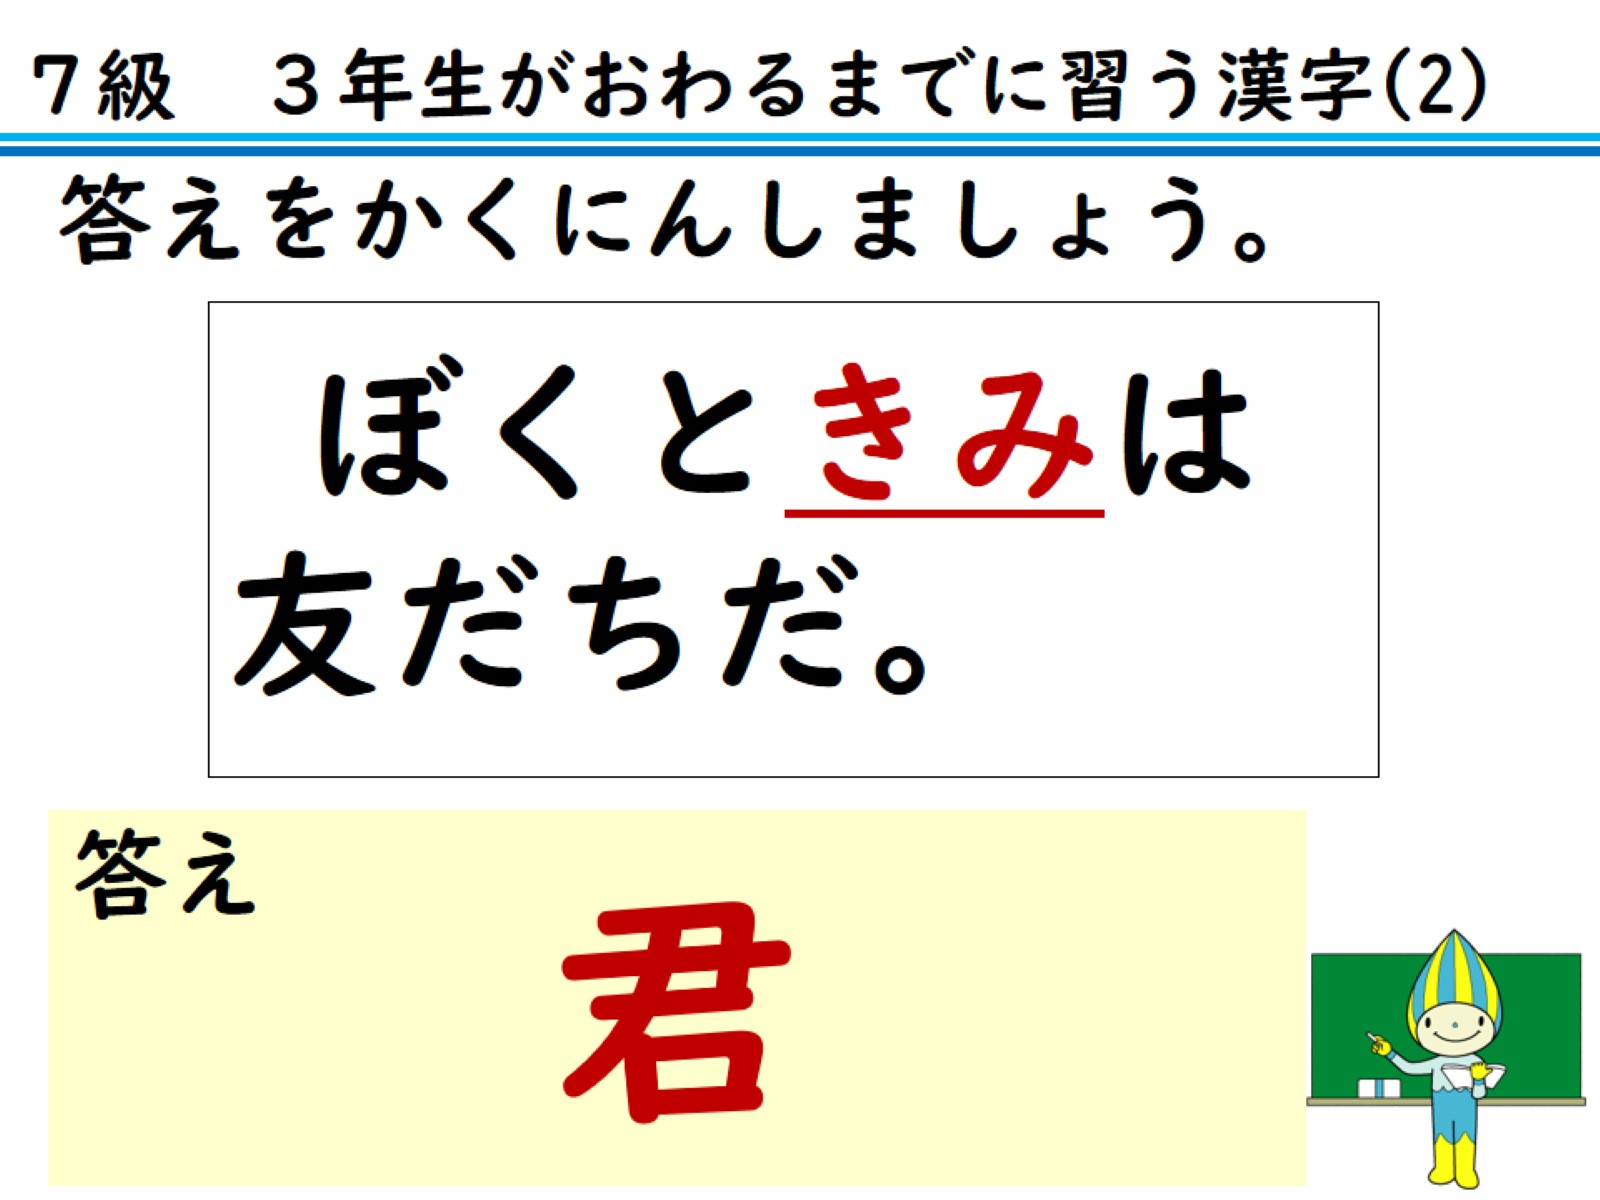 ７級　３年生がおわるまでに習う漢字(2)
答えをかくにんしましょう。
ぼくときみは
友だちだ。
答え
君